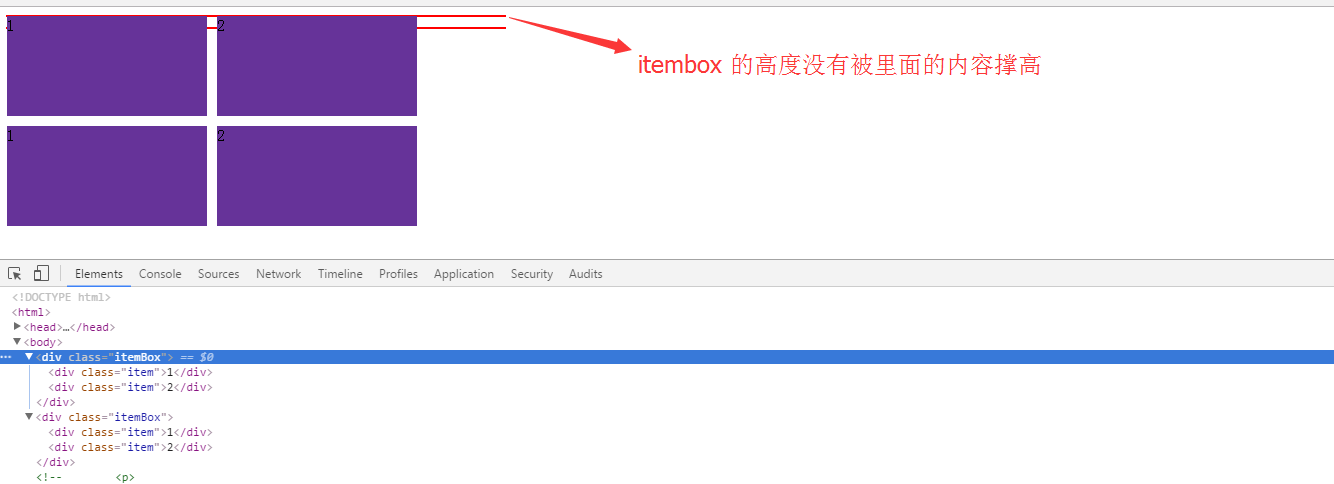 1 2
itembox 的高度没有被里面的内容撑高
1 2
Elements Console Sources Network Timeline Profiles Application Security Audits
<!DOCTYPE html>
<html>
<head>…</head>
<body>
<div class="itemBox"> == $0
<div class="item">1</div>
<div class="item">2</div>
</div>
<div class="itemBox">
<div class="item">1</div>
<div class="item">2</div>
</div>
<!-- <p>